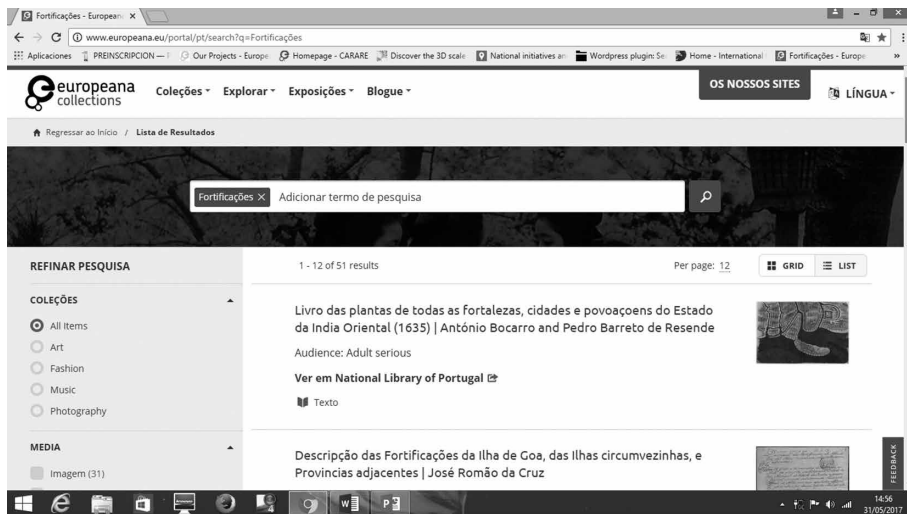 Fortificações - Europeana
www.europeana.eu/portal/pt/search?q=Fortificações
Aplicaciones PREINSCRIPCION — Our Projects - Europe Homepage - CARARE Discover the 3D scale National initiatives an Wordpress plugin: Se Home - International Fortificações - Europe »
europeana
collections
Coleções Explorar Exposições Blogue
OS NOSSOS SITES
LÍNGUA
Regressar ao Início / Lista de Resultados
Fortificações × Adicionar termo de pesquisa
REFINAR PESQUISA
1 - 12 of 51 results
Per page: 12
GRID
LIST
COLEÇÕES
All Items
Art
Fashion
Music
Photography
Livro das plantas de todas as fortalezas, cidades e povoaçoens do Estado
da India Oriental (1635) | António Bocarro and Pedro Barreto de Resende
Audience: Adult serious
Ver em National Library of Portugal
Texto
MEDIA
Imagem (31)
Descripção das Fortificações da Ilha de Goa, das Ilhas circumvezinhas, e
Provincias adjacentes | José Romão da Cruz
FEEDBACK
14:56
31/05/2017